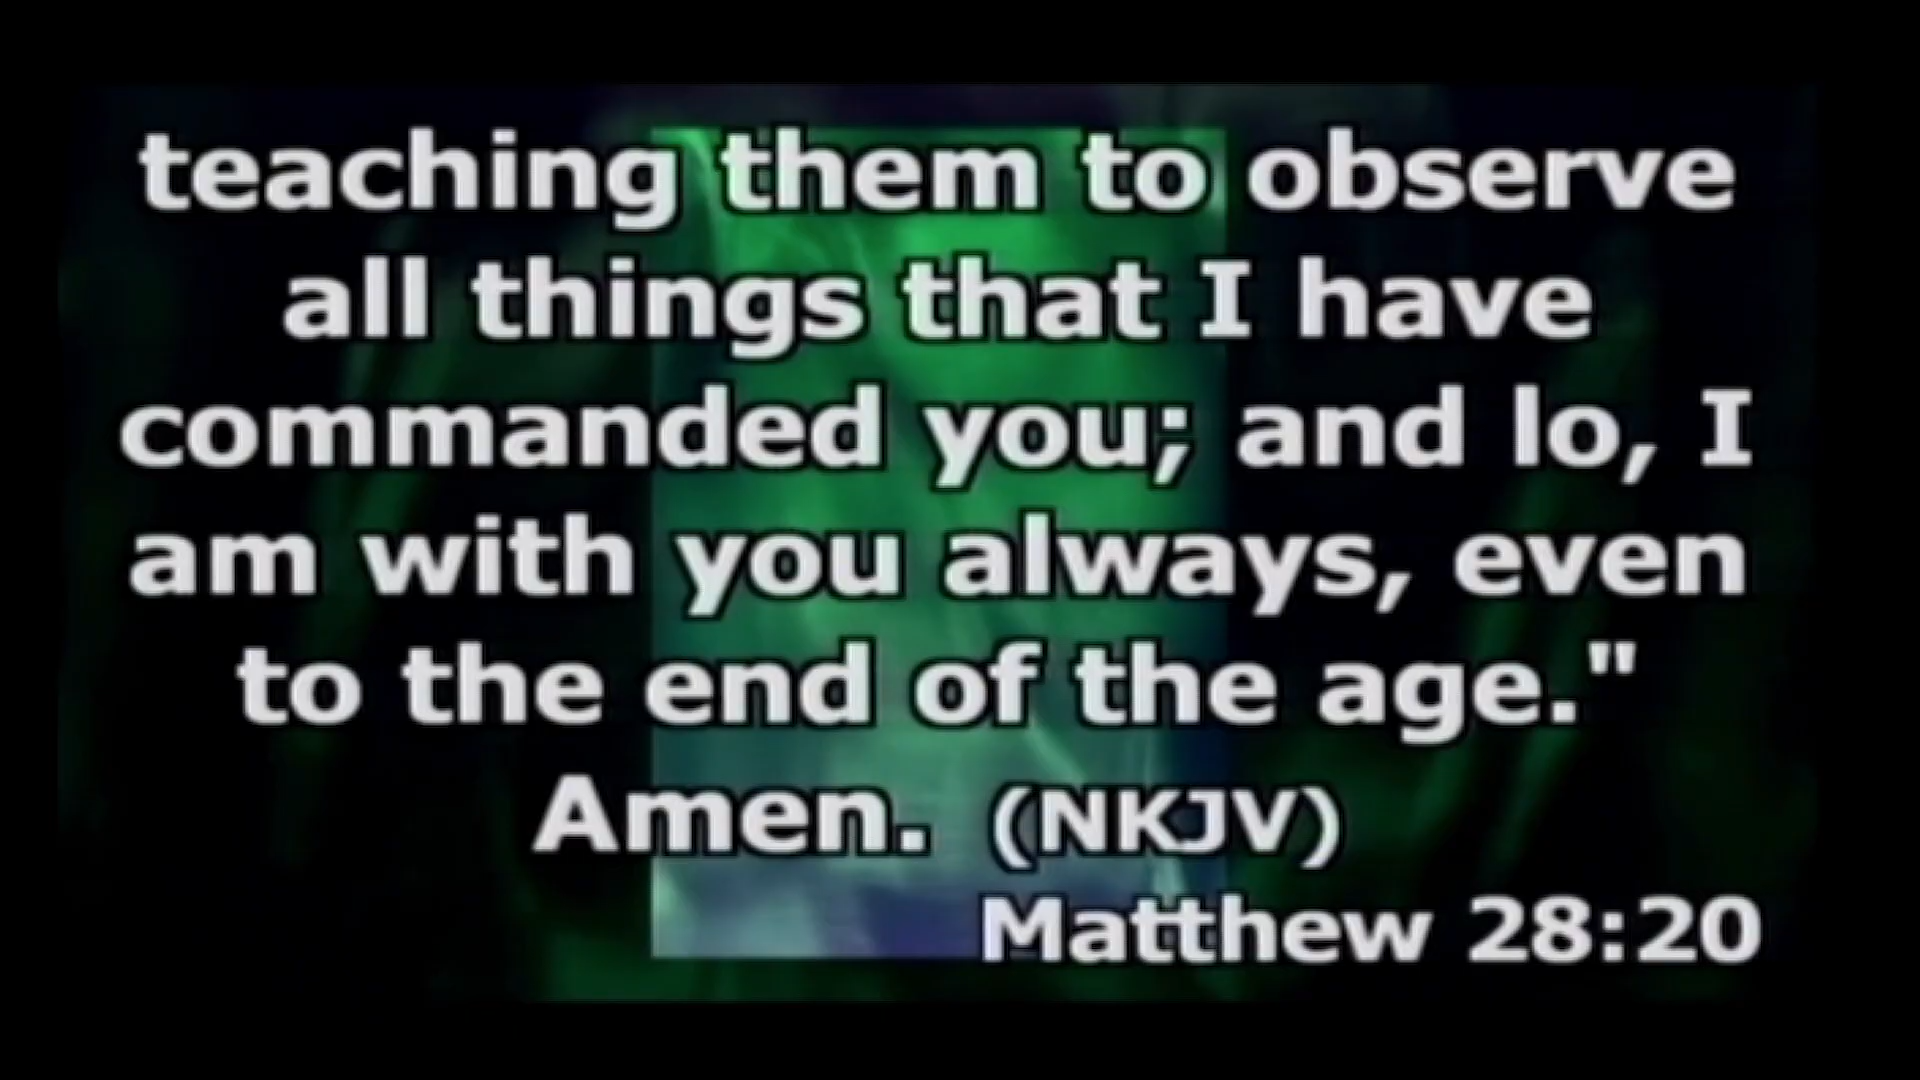 teaching them to observe
all things that I have
commanded you; and lo, I
am with you always, even
to the end of the age."
Amen. (NKJV)
Matthew 28:20